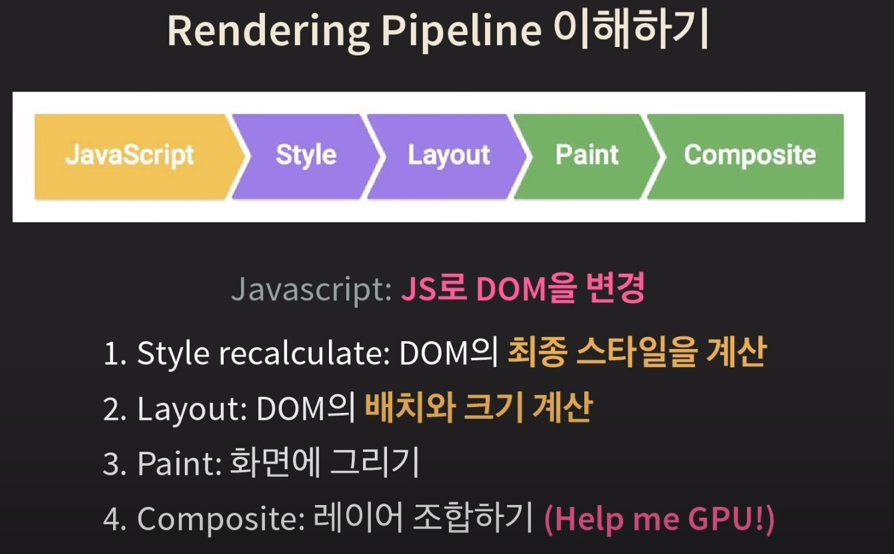 Rendering Pipeline 이해하기
JavaScript Style Layout Paint Composite
Javascript: JS로 DOM을 변경
1. Style recalculate: DOM의 최종 스타일을 계산
2. Layout: DOM의 배치와 크기 계산
3. Paint: 화면에 그리기
4. Composite: 레이어 조합하기 (Help me GPU!)